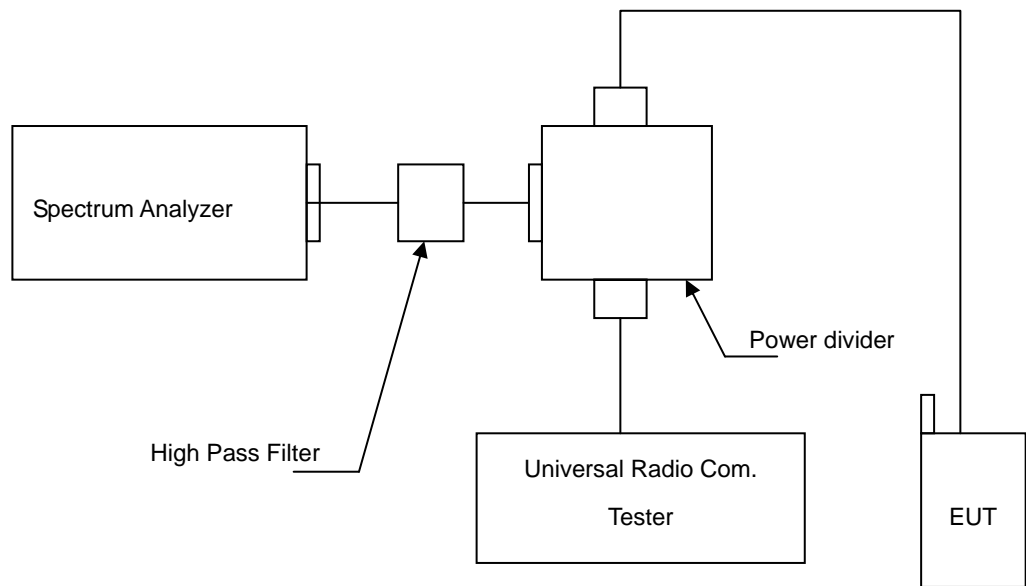 Spectrum Analyzer
Power divider
High Pass Filter
Universal Radio Com.
Tester
EUT